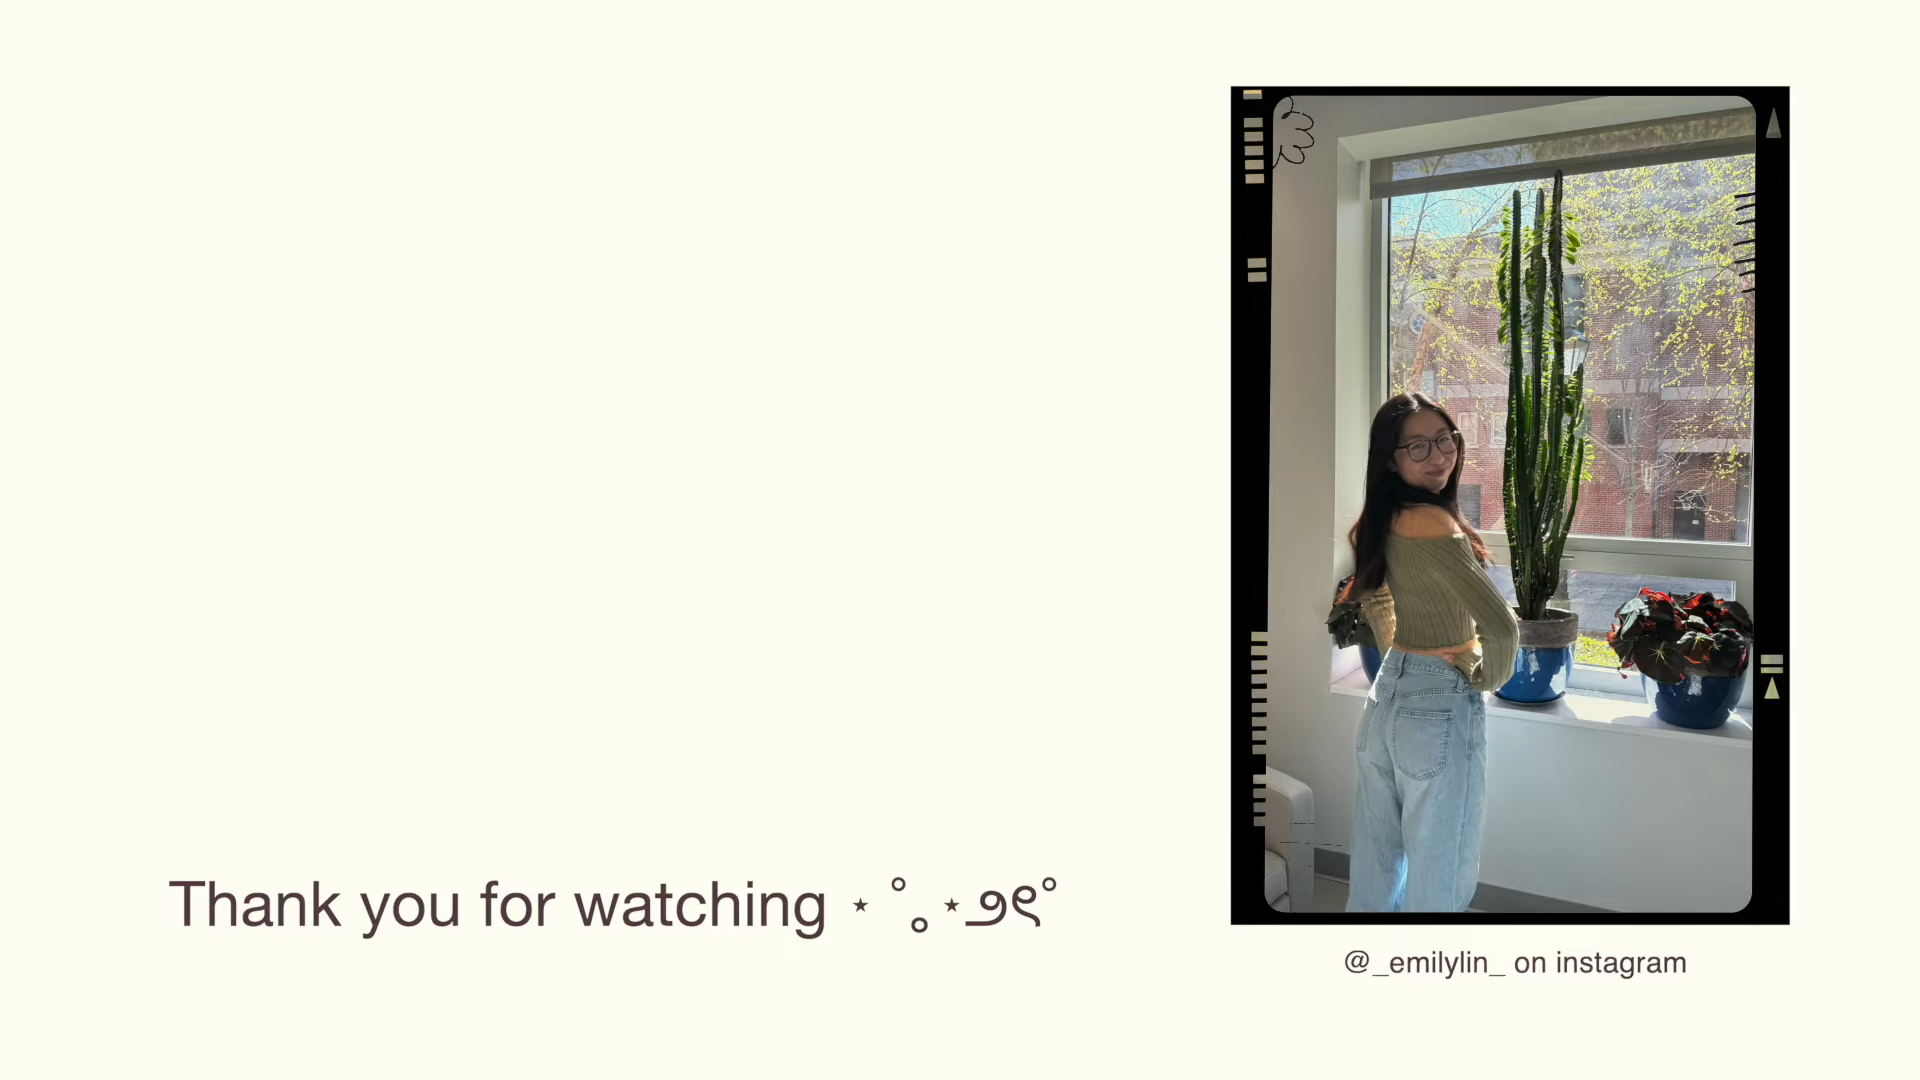 Thank you for watching ⋆ ˚｡⋆୨୧˚
@_emilylin_ on instagram